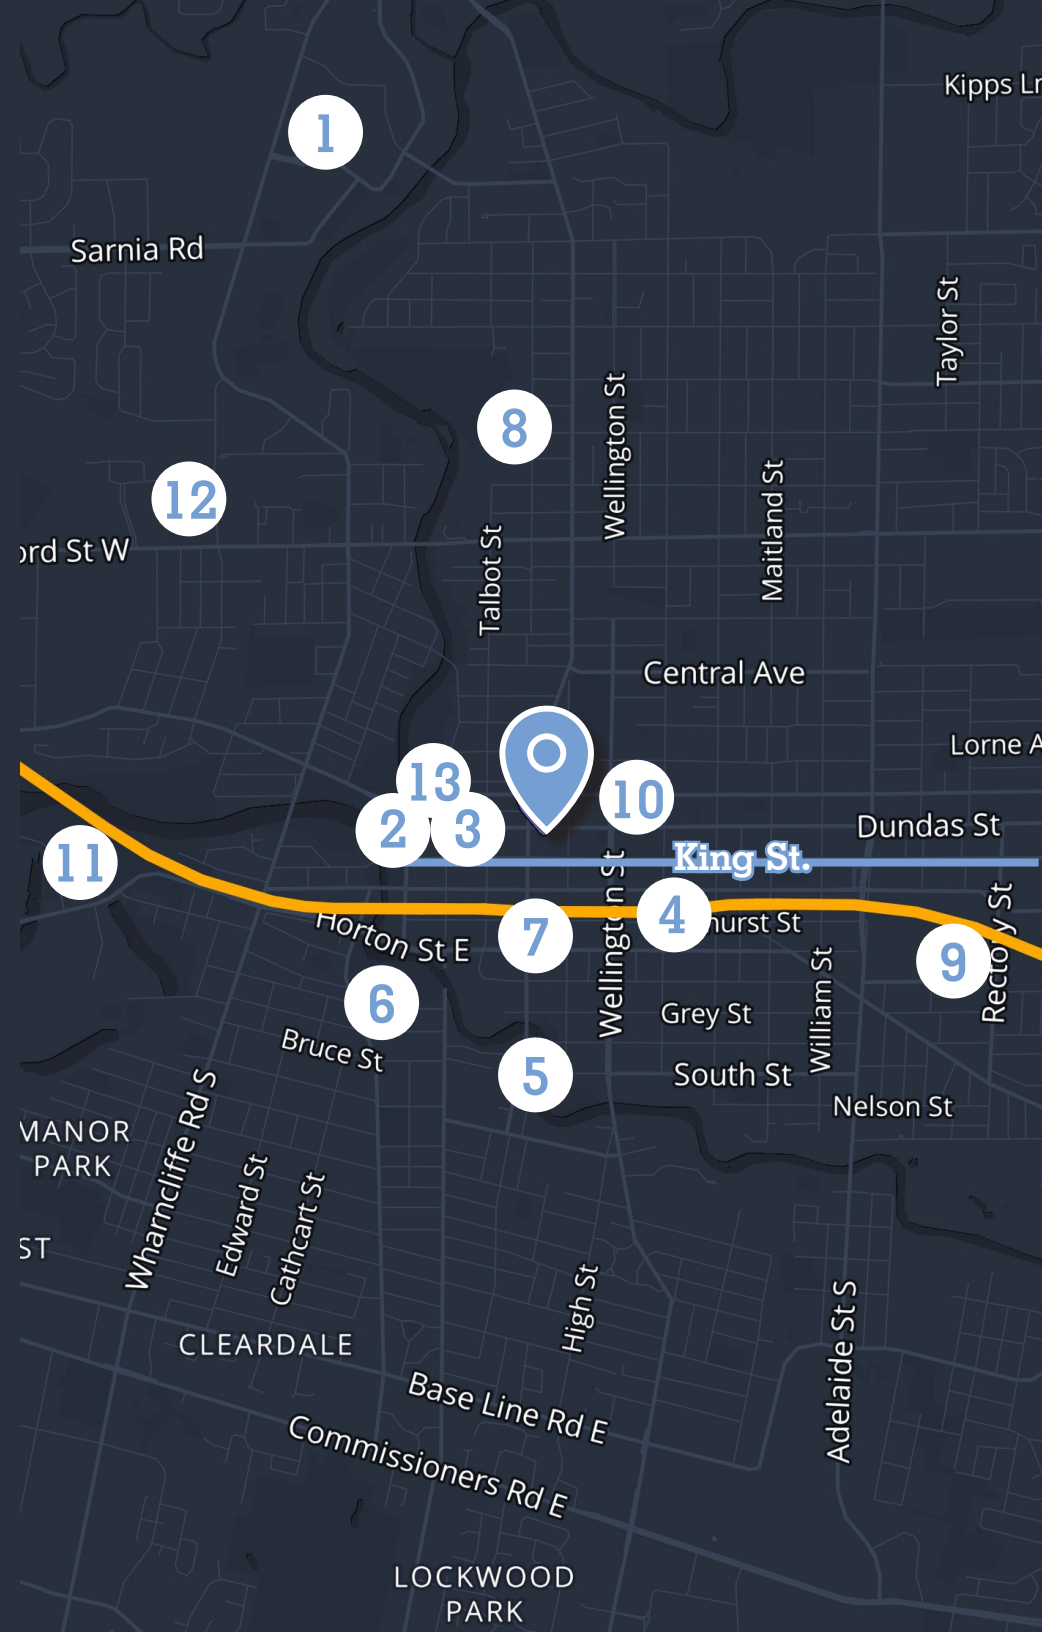 Kipps Ln
1
Sarnia Rd
Taylor St
Wellington St
8
Maitland St
12
Talbot St
ord St W
Central Ave
Lorne A
13
10
2
3
Dundas St
King St.
11
Wellington St
4
hurst St
Rectory St
Horton St E
7
9
William St
6
Grey St
Bruce St
5
South St
Nelson St
Wharncliffe Rd S
MANOR
PARK
Edward St
Cathcart St
ST
High St
Adelaide St S
CLEARDALE
Base Line Rd E
Commissioners Rd E
LOCKWOOD
PARK